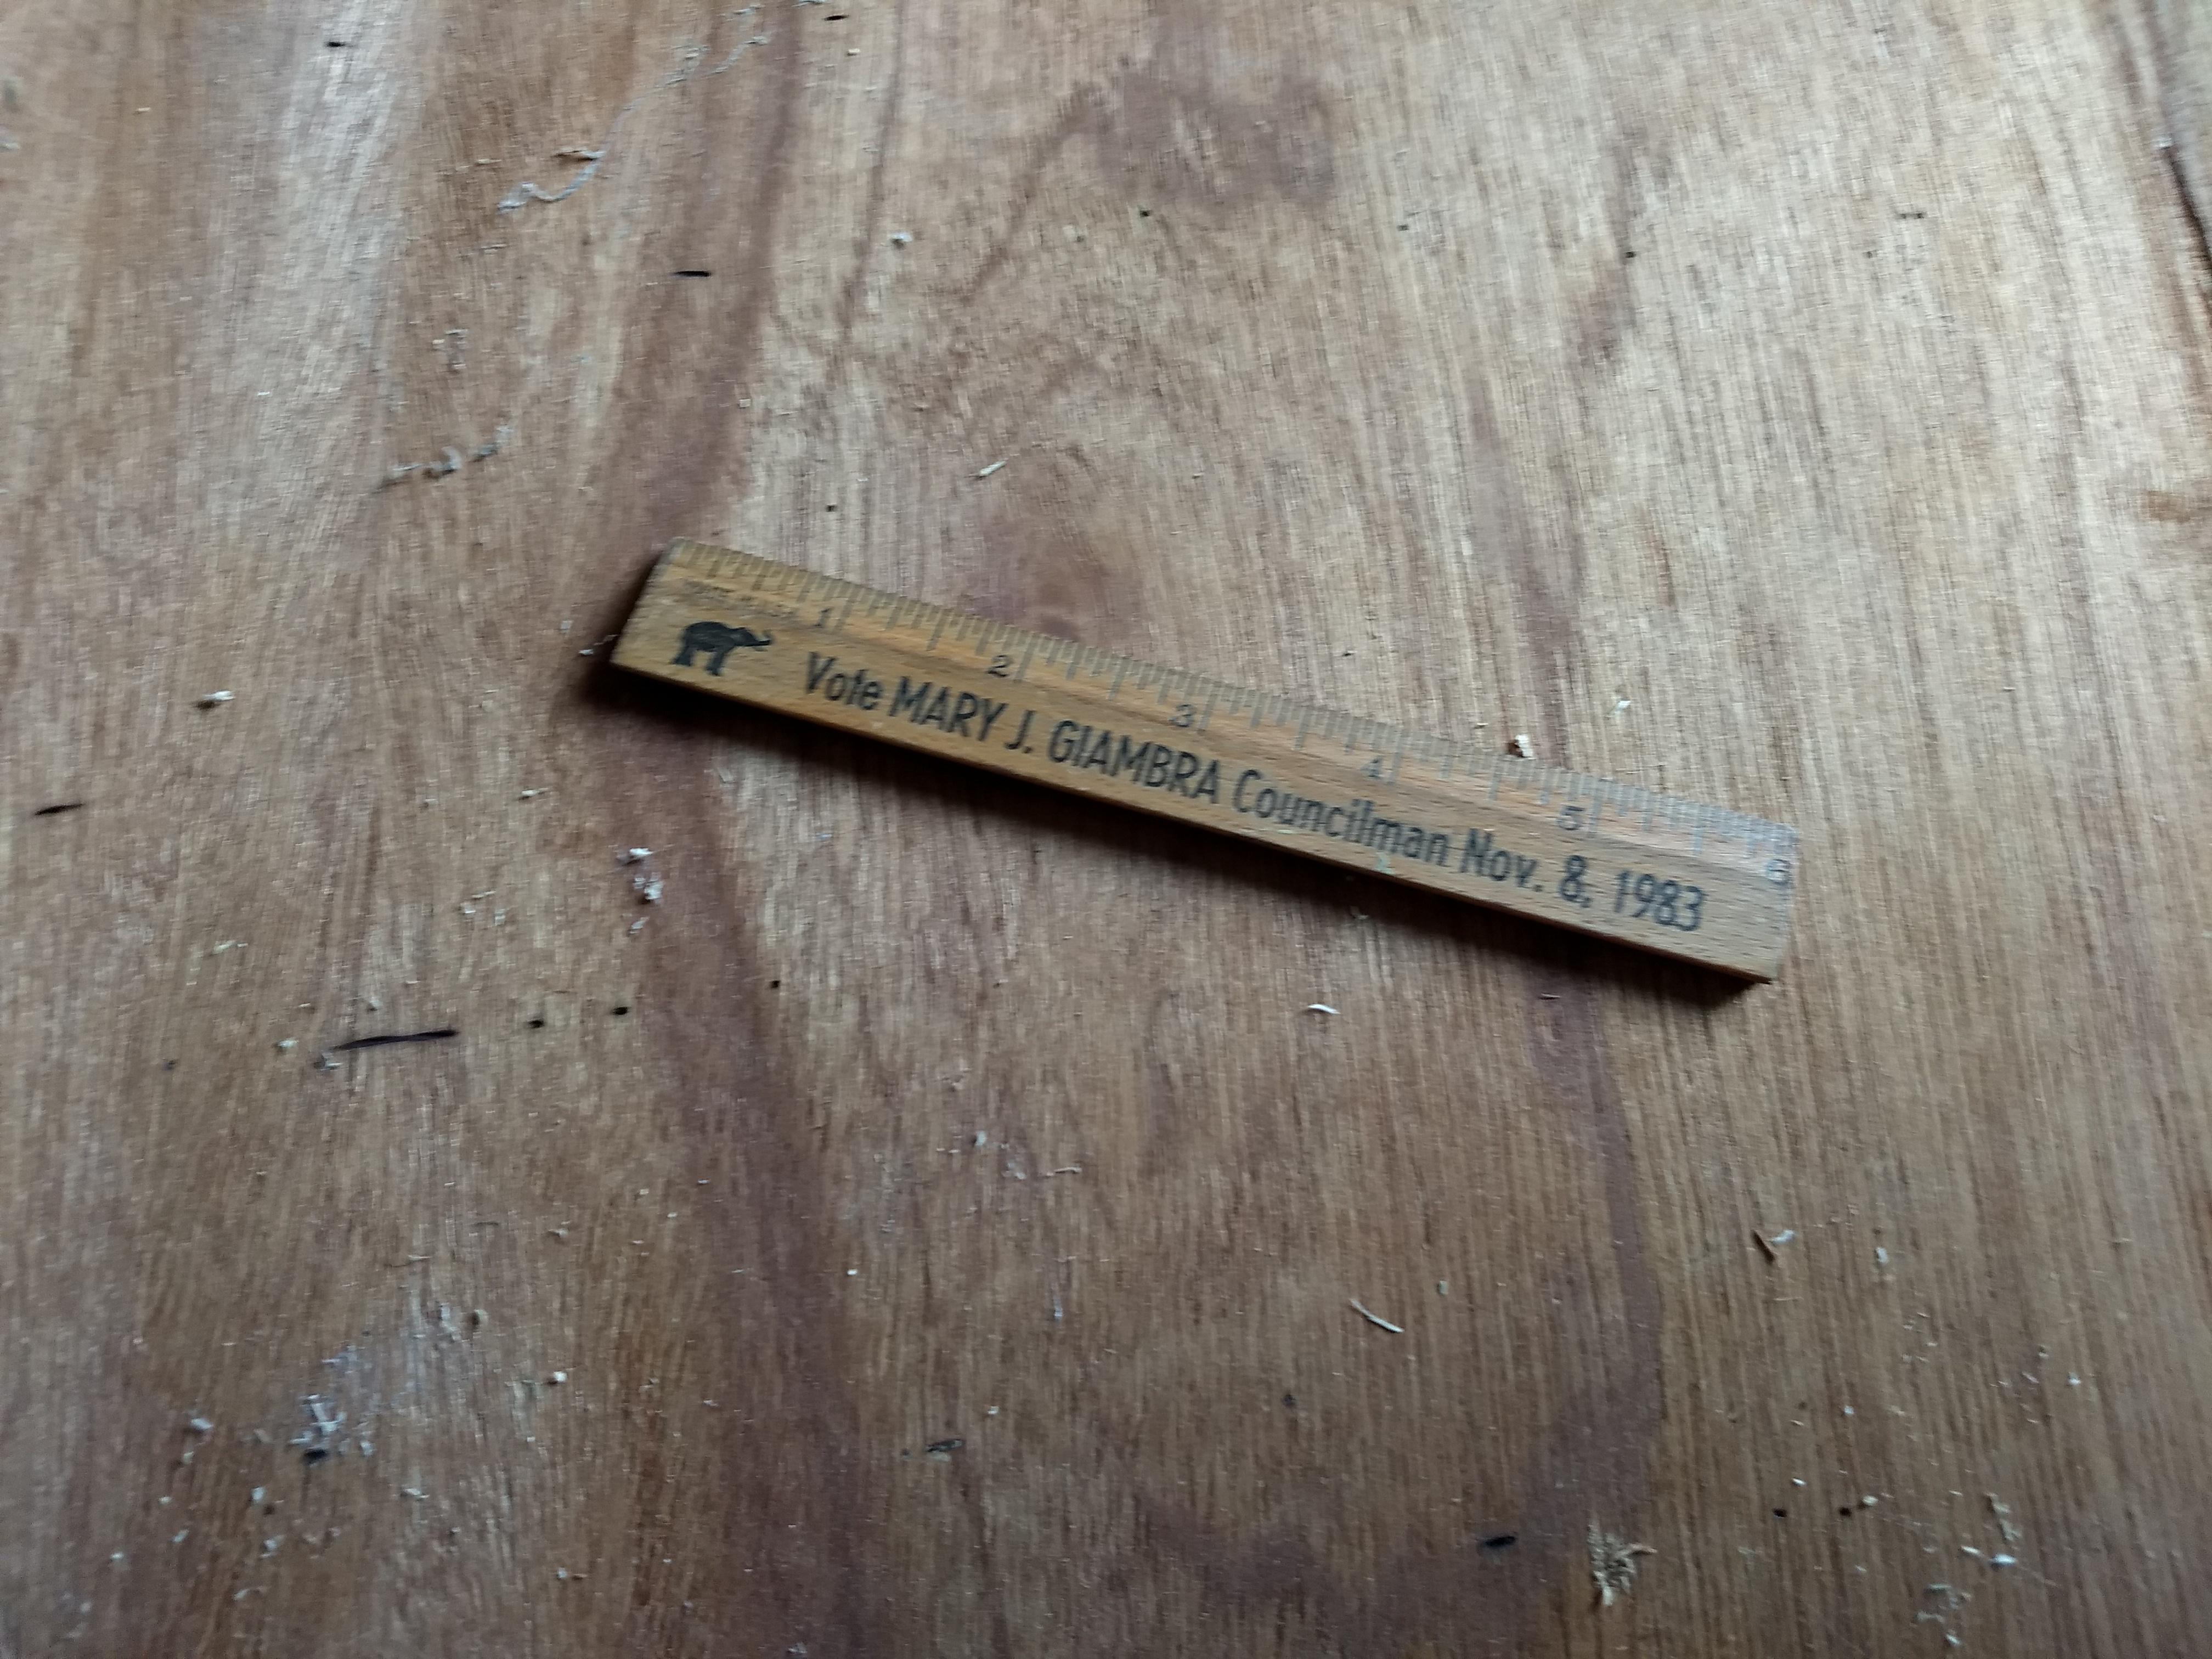 1 2 3 4 5 6
Vote MARY J. GIAMBRA Councilman Nov. 8, 1983